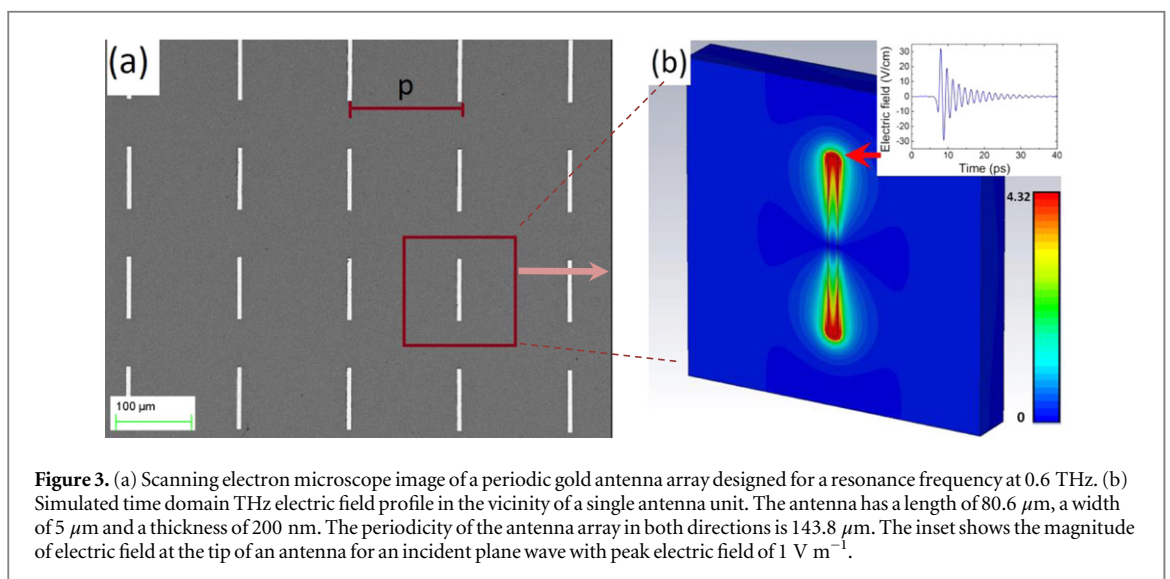 (a)
p
100 µm
(b)
Electric field (V/cm)
30
20
10
0
-10
-20
-30
0 10 20 30 40
Time (ps)
4.32
0
Figure 3. (a) Scanning electron microscope image of a periodic gold antenna array designed for a resonance frequency at 0.6 THz. (b)
Simulated time domain THz electric field profile in the vicinity of a single antenna unit. The antenna has a length of 80.6 µm, a width
of 5 µm and a thickness of 200 nm. The periodicity of the antenna array in both directions is 143.8 µm. The inset shows the magnitude
of electric field at the tip of an antenna for an incident plane wave with peak electric field of 1 V m⁻¹.